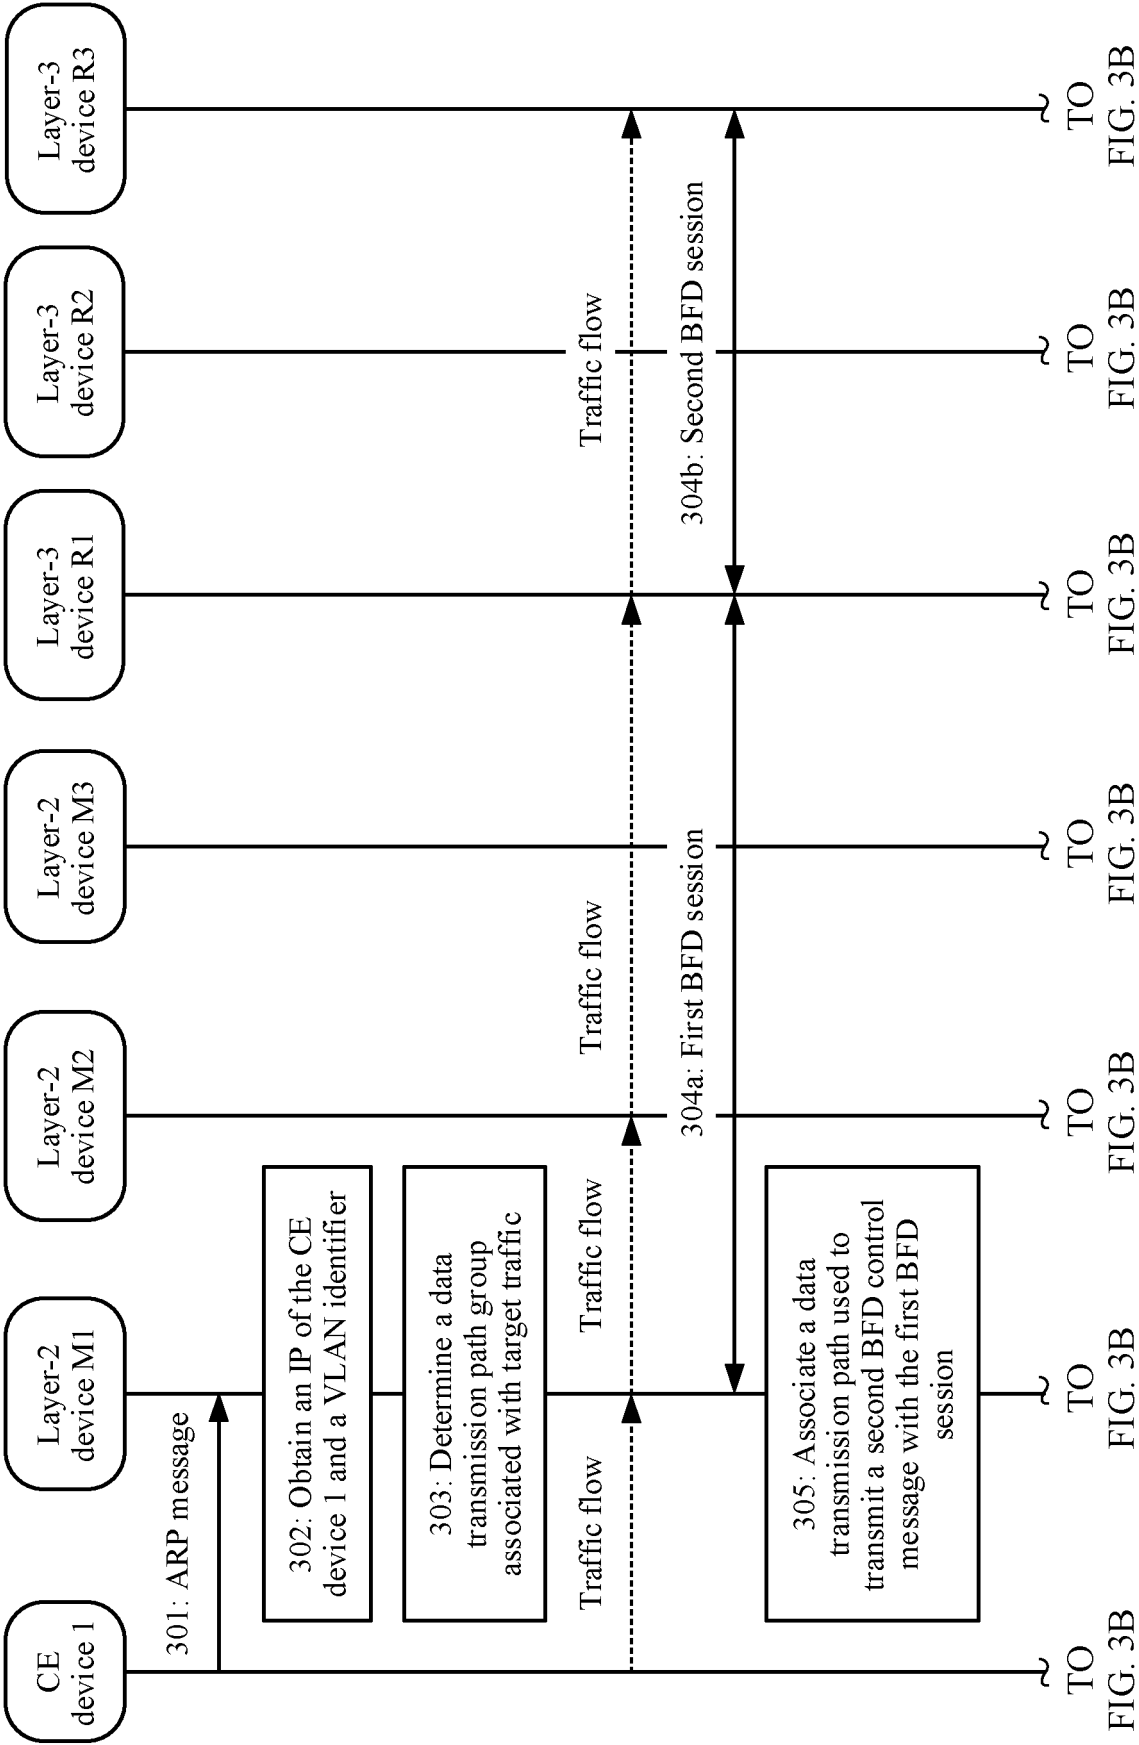 CE
device 1
Layer-2
device M1
Layer-2
device M2
Layer-2
device M3
Layer-3
device R1
Layer-3
device R2
Layer-3
device R3
301: ARP message
302: Obtain an IP of the CE
device 1 and a VLAN identifier
303: Determine a data
transmission path group
associated with target traffic
Traffic flow
Traffic flow
Traffic flow
Traffic flow
304a: First BFD session
304b: Second BFD session
305: Associate a data
transmission path used to
transmit a second BFD control
message with the first BFD
session
TO
FIG. 3B
TO
FIG. 3B
TO
FIG. 3B
TO
FIG. 3B
TO
FIG. 3B
TO
FIG. 3B
TO
FIG. 3B